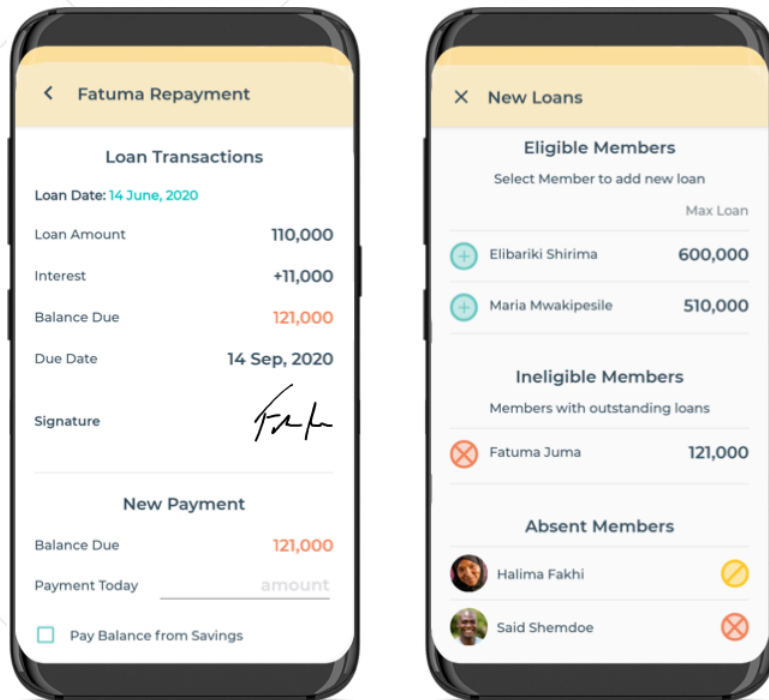 Fatuma Repayment
Loan Transactions
Loan Date: 14 June, 2020
Loan Amount 110,000
Interest +11,000
Balance Due 121,000
Due Date 14 Sep, 2020
Signature
New Payment
Balance Due 121,000
Payment Today amount
Pay Balance from Savings
New Loans
Eligible Members
Select Member to add new loan
Max Loan
Elibariki Shirima 600,000
Maria Mwakipesile 510,000
Ineligible Members
Members with outstanding loans
Fatuma Juma 121,000
Absent Members
Halima Fakhi
Said Shemdoe